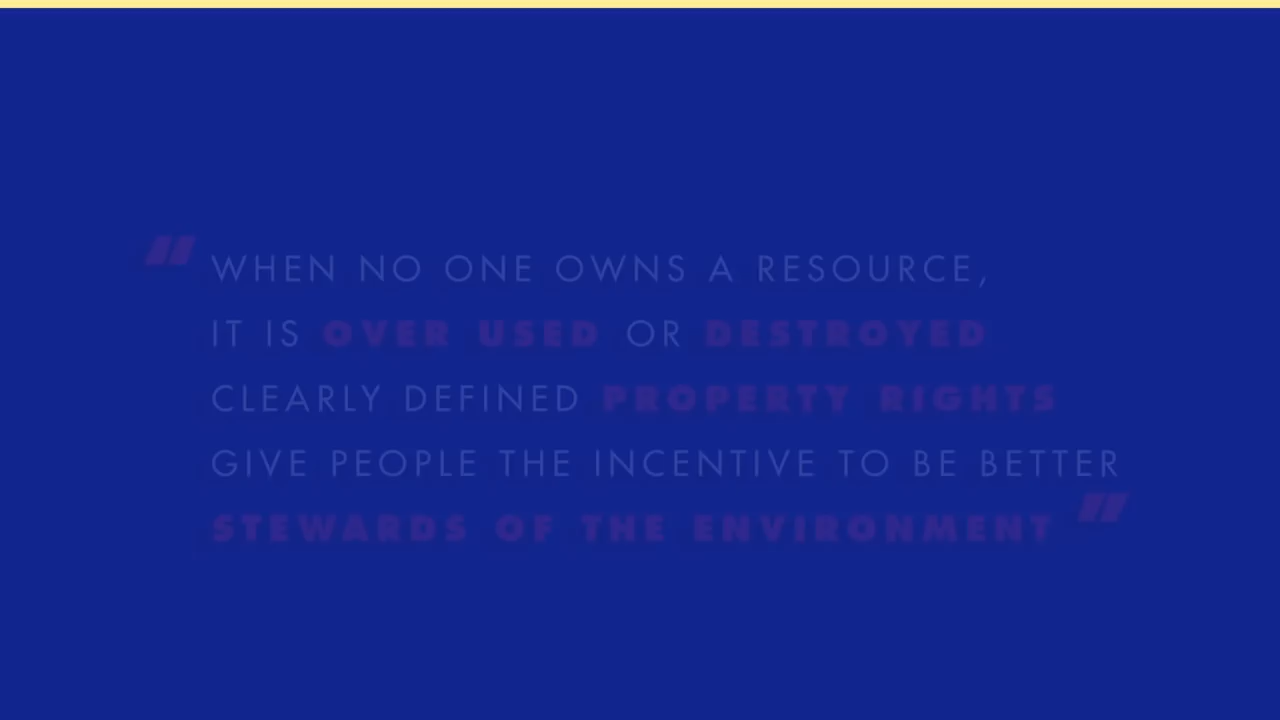 "WHEN NO ONE OWNS A RESOURCE,
IT IS OVER USED OR DESTROYED
CLEARLY DEFINED PROPERTY RIGHTS
GIVE PEOPLE THE INCENTIVE TO BE BETTER
STEWARDS OF THE ENVIRONMENT"